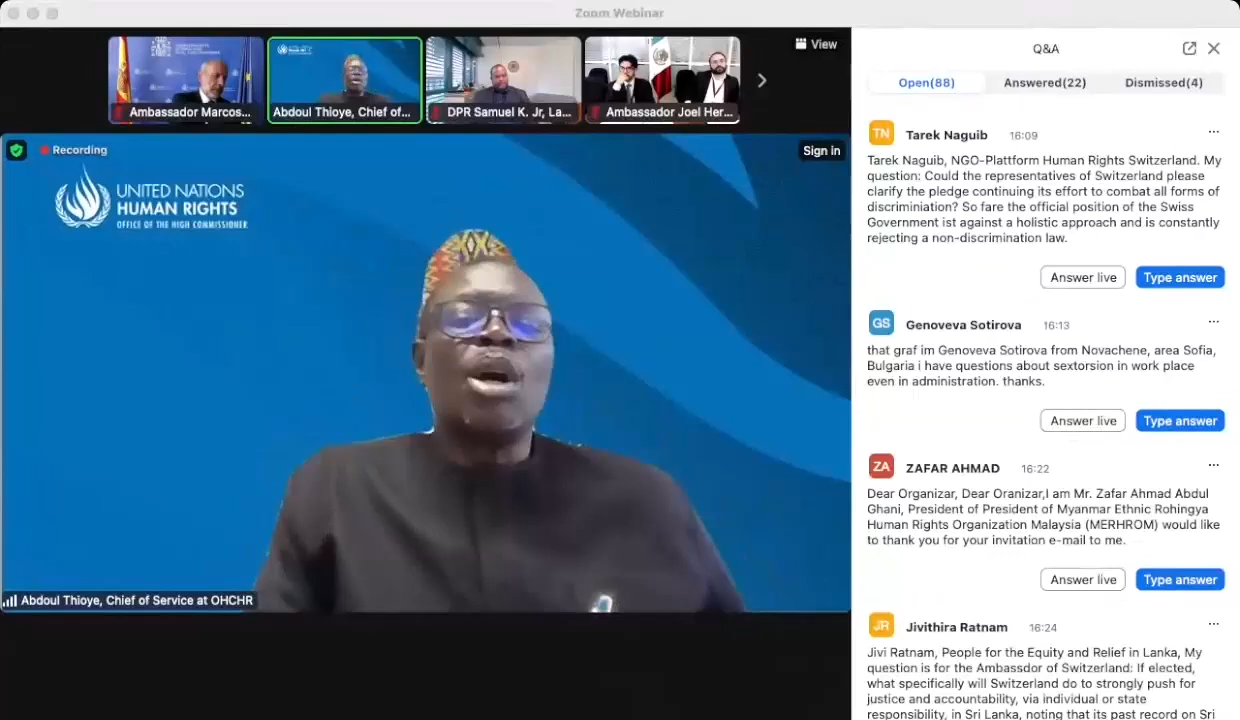 Zoom Webinar
View
Ambassador Marcos...
Abdoul Thioye, Chief of...
DPR Samuel K. Jr, La...
Ambassador Joel Her...
Recording
Sign in
UNITED NATIONS
HUMAN RIGHTS
OFFICE OF THE HIGH COMMISSIONER
Abdoul Thioye, Chief of Service at OHCHR
Q&A
Open(88) Answered(22) Dismissed(4)
TN Tarek Naguib 16:09
Tarek Naguib, NGO-Plattform Human Rights Switzerland. My
question: Could the representatives of Switzerland please
clarify the pledge continuing its effort to combat all forms of
discriminiation? So fare the official position of the Swiss
Government ist against a holistic approach and is constantly
rejecting a non-discrimination law.
Answer live Type answer
GS Genoveva Sotirova 16:13
that graf im Genoveva Sotirova from Novachene, area Sofia,
Bulgaria i have questions about sextorsion in work place
even in administration. thanks.
Answer live Type answer
ZA ZAFAR AHMAD 16:22
Dear Organizar, Dear Oranizar,I am Mr. Zafar Ahmad Abdul
Ghani, President of President of Myanmar Ethnic Rohingya
Human Rights Organization Malaysia (MERHROM) would like
to thank you for your invitation e-mail to me.
Answer live Type answer
JR Jivithira Ratnam 16:24
Jivi Ratnam, People for the Equity and Relief in Lanka, My
question is for the Ambassdor of Switzerland: If elected,
what specifically will Switzerland do to strongly push for
justice and accountability, via individual or state
responsibility, in Sri Lanka, noting that its past record on Sri